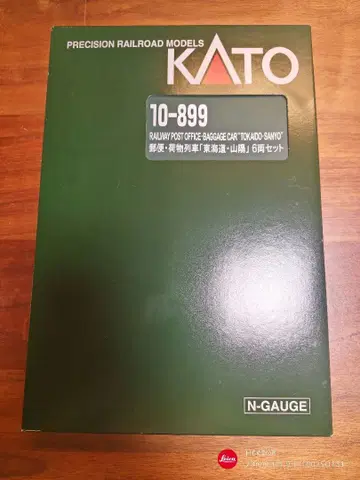 PRECISION RAILROAD MODELS
KATO
10-899
RAILWAY POST OFFICE·BAGGAGE CAR "TOKAIDO·SANYO"
郵便・荷物列車「東海道・山陽」6両セット
N-GAUGE
Leica